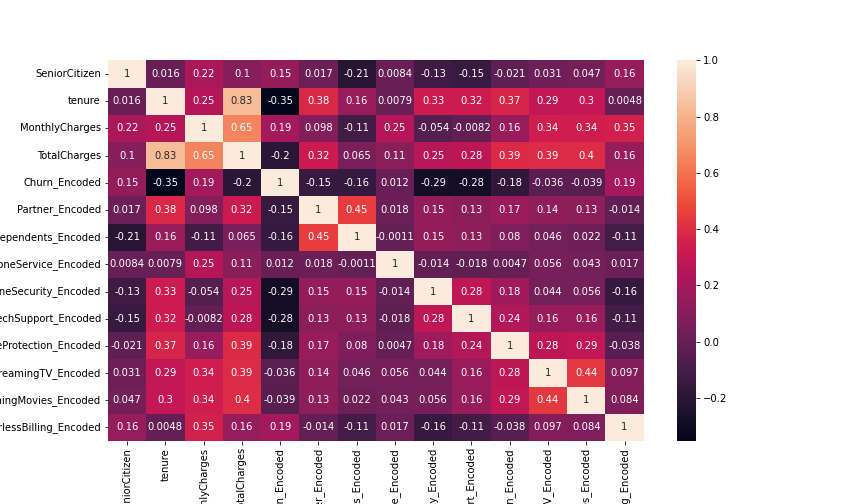 SeniorCitizen 1 0.016 0.22 0.1 0.15 0.017 -0.21 0.0084 -0.13 -0.15 -0.021 0.031 0.047 0.16 1.0
tenure 0.016 1 0.25 0.83 -0.35 0.38 0.16 0.0079 0.33 0.32 0.37 0.29 0.3 0.0048
MonthlyCharges 0.22 0.25 1 0.65 0.19 0.098 -0.11 0.25 -0.054 -0.0082 0.16 0.34 0.34 0.35 0.8
TotalCharges 0.1 0.83 0.65 1 -0.2 0.32 0.065 0.11 0.25 0.28 0.39 0.39 0.4 0.16
Churn_Encoded 0.15 -0.35 0.19 -0.2 1 -0.15 -0.16 0.012 -0.29 -0.28 -0.18 -0.036 -0.039 0.19 0.6
Partner_Encoded 0.017 0.38 0.098 0.32 -0.15 1 0.45 0.018 0.15 0.13 0.17 0.14 0.13 -0.014
ependents_Encoded -0.21 0.16 -0.11 0.065 -0.16 0.45 1 -0.0011 0.15 0.13 0.08 0.046 0.022 -0.11 0.4
oneService_Encoded 0.0084 0.0079 0.25 0.11 0.012 0.018 -0.0011 1 -0.014 -0.018 0.0047 0.056 0.043 0.017
neSecurity_Encoded -0.13 0.33 -0.054 0.25 -0.29 0.15 0.15 -0.014 1 0.28 0.18 0.044 0.056 -0.16 0.2
echSupport_Encoded -0.15 0.32 -0.0082 0.28 -0.28 0.13 0.13 -0.018 0.28 1 0.24 0.16 0.16 -0.11
eProtection_Encoded -0.021 0.37 0.16 0.39 -0.18 0.17 0.08 0.0047 0.18 0.24 1 0.28 0.29 -0.038 0.0
reamingTV_Encoded 0.031 0.29 0.34 0.39 -0.036 0.14 0.046 0.056 0.044 0.16 0.28 1 0.44 0.097
ningMovies_Encoded 0.047 0.3 0.34 0.4 -0.039 0.13 0.022 0.043 0.056 0.16 0.29 0.44 1 0.084 -0.2
rlessBilling_Encoded 0.16 0.0048 0.35 0.16 0.19 -0.014 -0.11 0.017 -0.16 -0.11 -0.038 0.097 0.084 1
niorCitizen
tenure
hlyCharges
otalCharges
n_Encoded
er_Encoded
s_Encoded
e_Encoded
y_Encoded
rt_Encoded
n_Encoded
V_Encoded
s_Encoded
g_Encoded